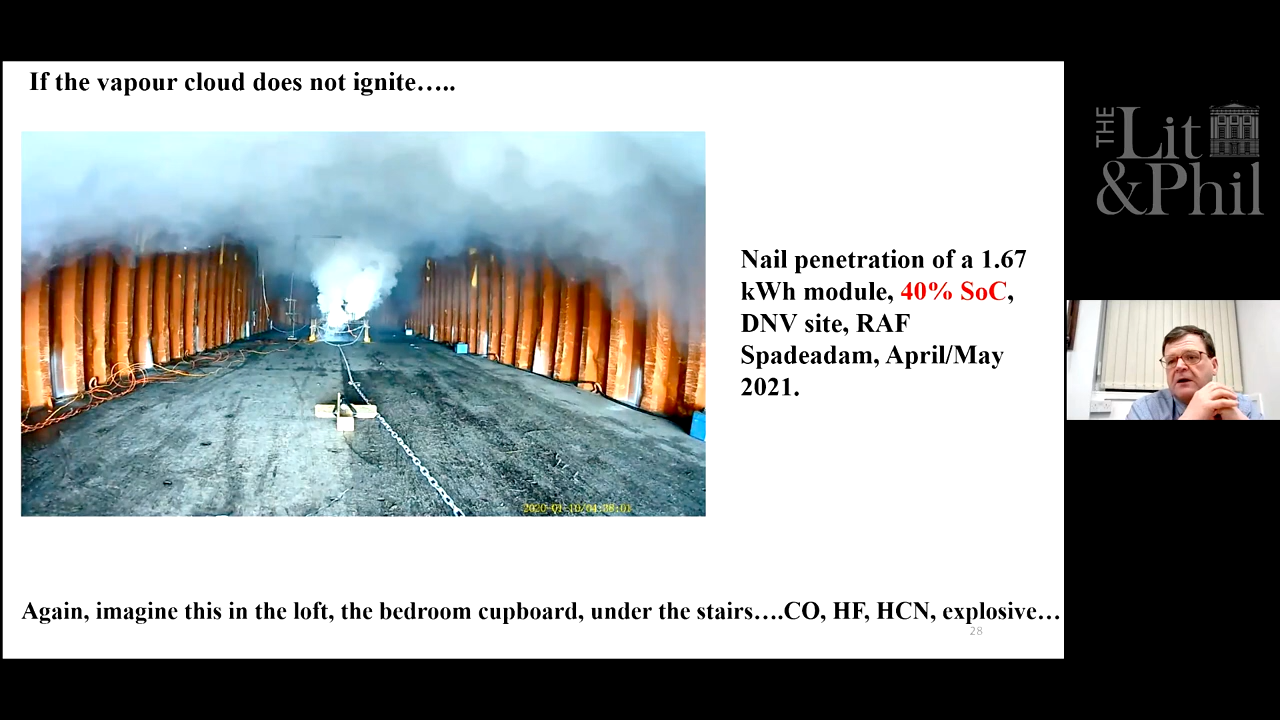 If the vapour cloud does not ignite…..
THE
Lit
&Phil
Nail penetration of a 1.67
kWh module, 40% SoC,
DNV site, RAF
Spadeadam, April/May
2021.
Again, imagine this in the loft, the bedroom cupboard, under the stairs….CO, HF, HCN, explosive…
28